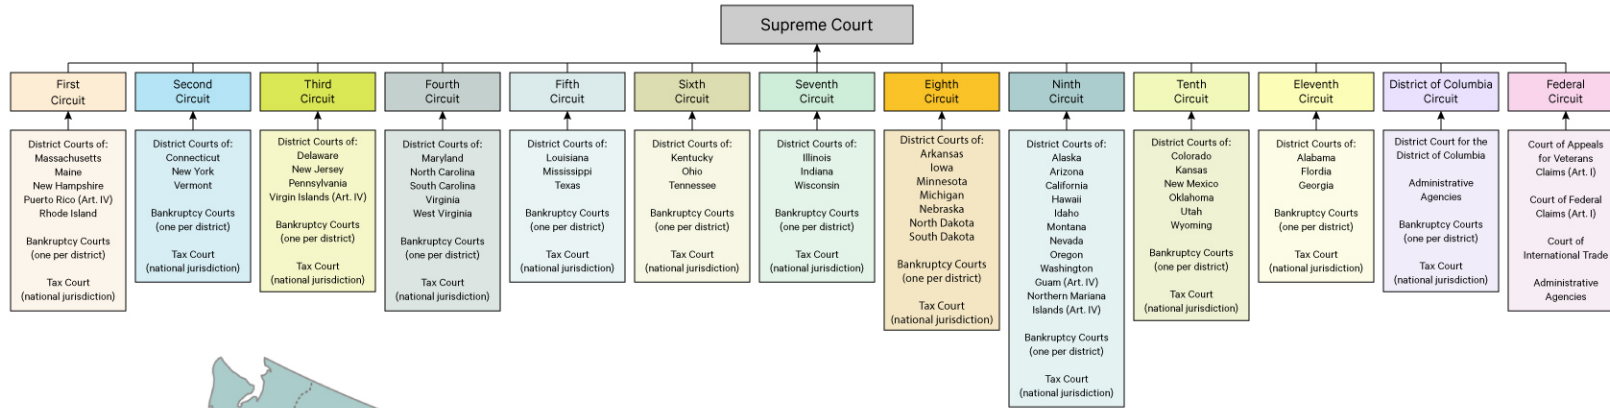 Supreme Court
First
Circuit
District Courts of:
Massachusetts
Maine
New Hampshire
Puerto Rico (Art. IV)
Rhode Island
Bankruptcy Courts
(one per district)
Tax Court
(national jurisdiction)
Second
Circuit
District Courts of:
Connecticut
New York
Vermont
Bankruptcy Courts
(one per district)
Tax Court
(national jurisdiction)
Third
Circuit
District Courts of:
Delaware
New Jersey
Pennsylvania
Virgin Islands (Art. IV)
Bankruptcy Courts
(one per district)
Tax Court
(national jurisdiction)
Fourth
Circuit
District Courts of:
Maryland
North Carolina
South Carolina
Virginia
West Virginia
Bankruptcy Courts
(one per district)
Tax Court
(national jurisdiction)
Fifth
Circuit
District Courts of:
Louisiana
Mississippi
Texas
Bankruptcy Courts
(one per district)
Tax Court
(national jurisdiction)
Sixth
Circuit
District Courts of:
Kentucky
Ohio
Tennessee
Bankruptcy Courts
(one per district)
Tax Court
(national jurisdiction)
Seventh
Circuit
District Courts of:
Illinois
Indiana
Wisconsin
Bankruptcy Courts
(one per district)
Tax Court
(national jurisdiction)
Eighth
Circuit
District Courts of:
Arkansas
Iowa
Minnesota
Michigan
Nebraska
North Dakota
South Dakota
Bankruptcy Courts
(one per district)
Tax Court
(national jurisdiction)
Ninth
Circuit
District Courts of:
Alaska
Arizona
California
Hawaii
Idaho
Montana
Nevada
Oregon
Washington
Guam (Art. IV)
Northern Mariana
Islands (Art. IV)
Bankruptcy Courts
(one per district)
Tax Court
(national jurisdiction)
Tenth
Circuit
District Courts of:
Colorado
Kansas
New Mexico
Oklahoma
Utah
Wyoming
Bankruptcy Courts
(one per district)
Tax Court
(national jurisdiction)
Eleventh
Circuit
District Courts of:
Alabama
Flordia
Georgia
Bankruptcy Courts
(one per district)
Tax Court
(national jurisdiction)
District of Columbia
Circuit
District Court for the
District of Columbia
Administrative
Agencies
Bankruptcy Courts
(one per district)
Tax Court
(national jurisdiction)
Federal
Circuit
Court of Appeals
for Veterans
Claims (Art. I)
Court of Federal
Claims (Art. I)
Court of
International Trade
Administrative
Agencies